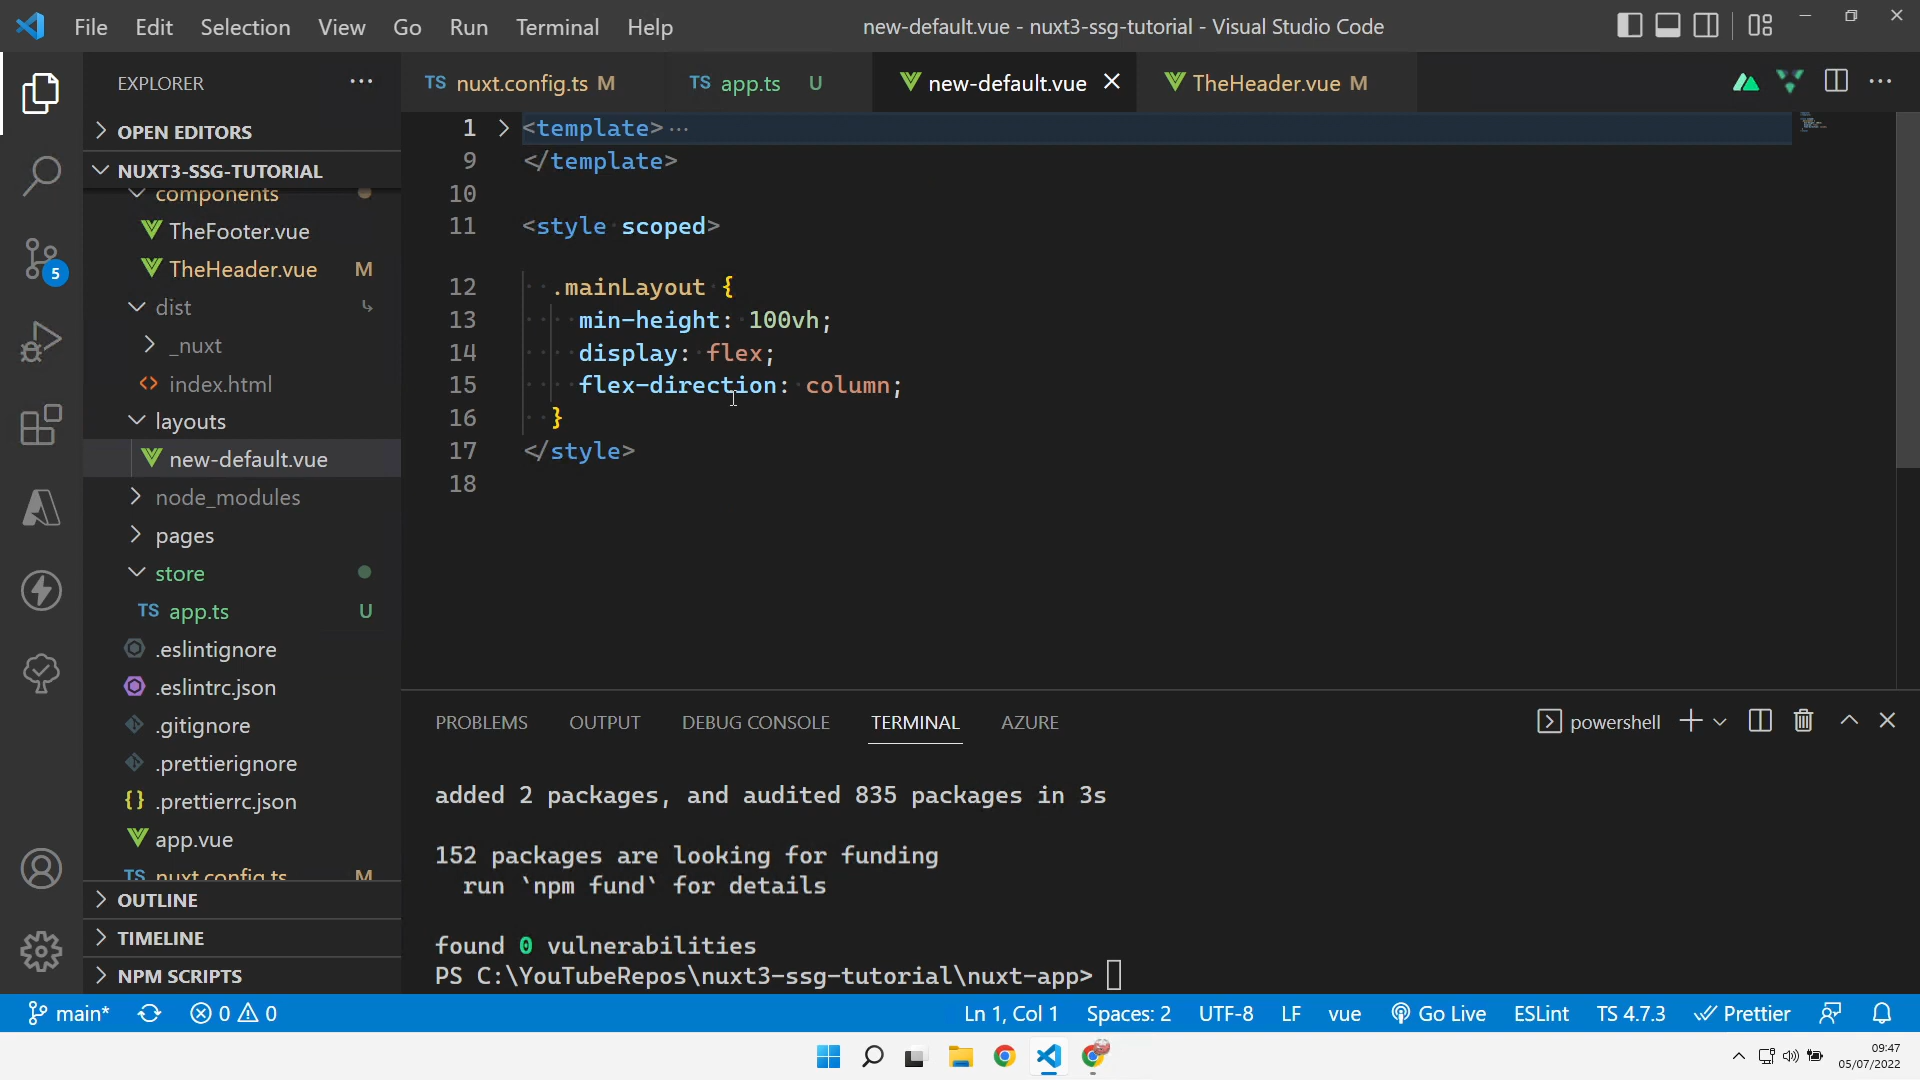 File Edit Selection View Go Run Terminal Help
new-default.vue - nuxt3-ssg-tutorial - Visual Studio Code
EXPLORER
OPEN EDITORS
NUXT3-SSG-TUTORIAL
components
TheFooter.vue
TheHeader.vue M
dist
_nuxt
index.html
layouts
new-default.vue
node_modules
pages
store
TS app.ts U
.eslintignore
.eslintrc.json
.gitignore
.prettierignore
{} .prettierrc.json
app.vue
TS nuxt.config.ts M
OUTLINE
TIMELINE
NPM SCRIPTS
5
TS nuxt.config.ts M
TS app.ts U
new-default.vue
TheHeader.vue M
1 <template>
9 </template>
10
11 <style scoped>
12 .mainLayout {
13 min-height: 100vh;
14 display: flex;
15 flex-direction: column;
16 }
17 </style>
18
PROBLEMS OUTPUT DEBUG CONSOLE TERMINAL AZURE
powershell
added 2 packages, and audited 835 packages in 3s
152 packages are looking for funding
run `npm fund` for details
found 0 vulnerabilities
PS C:\YouTubeRepos\nuxt3-ssg-tutorial\nuxt-app>
main* 0 0
Ln 1, Col 1 Spaces: 2 UTF-8 LF vue Go Live ESLint TS 4.7.3 Prettier
09:47
05/07/2022